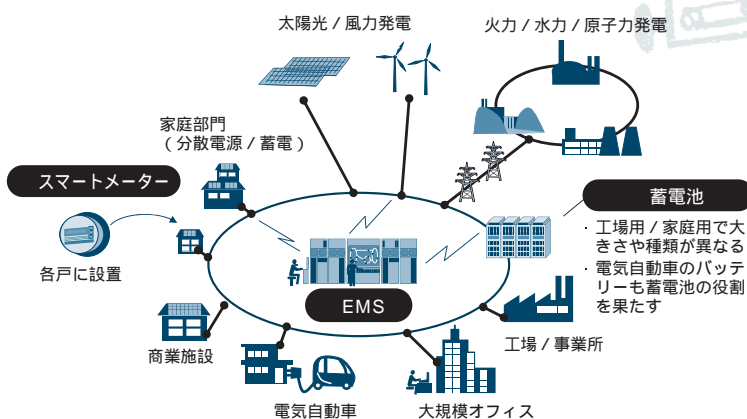 太陽光 / 風力発電
火力 / 水力 / 原子力発電
家庭部門
（分散電源 / 蓄電）
スマートメーター
各戸に設置
蓄電池
・工場用 / 家庭用で大
きさや種類が異なる
・電気自動車のバッテ
リーも蓄電池の役割
を果たす
EMS
商業施設
電気自動車
大規模オフィス
工場 / 事業所